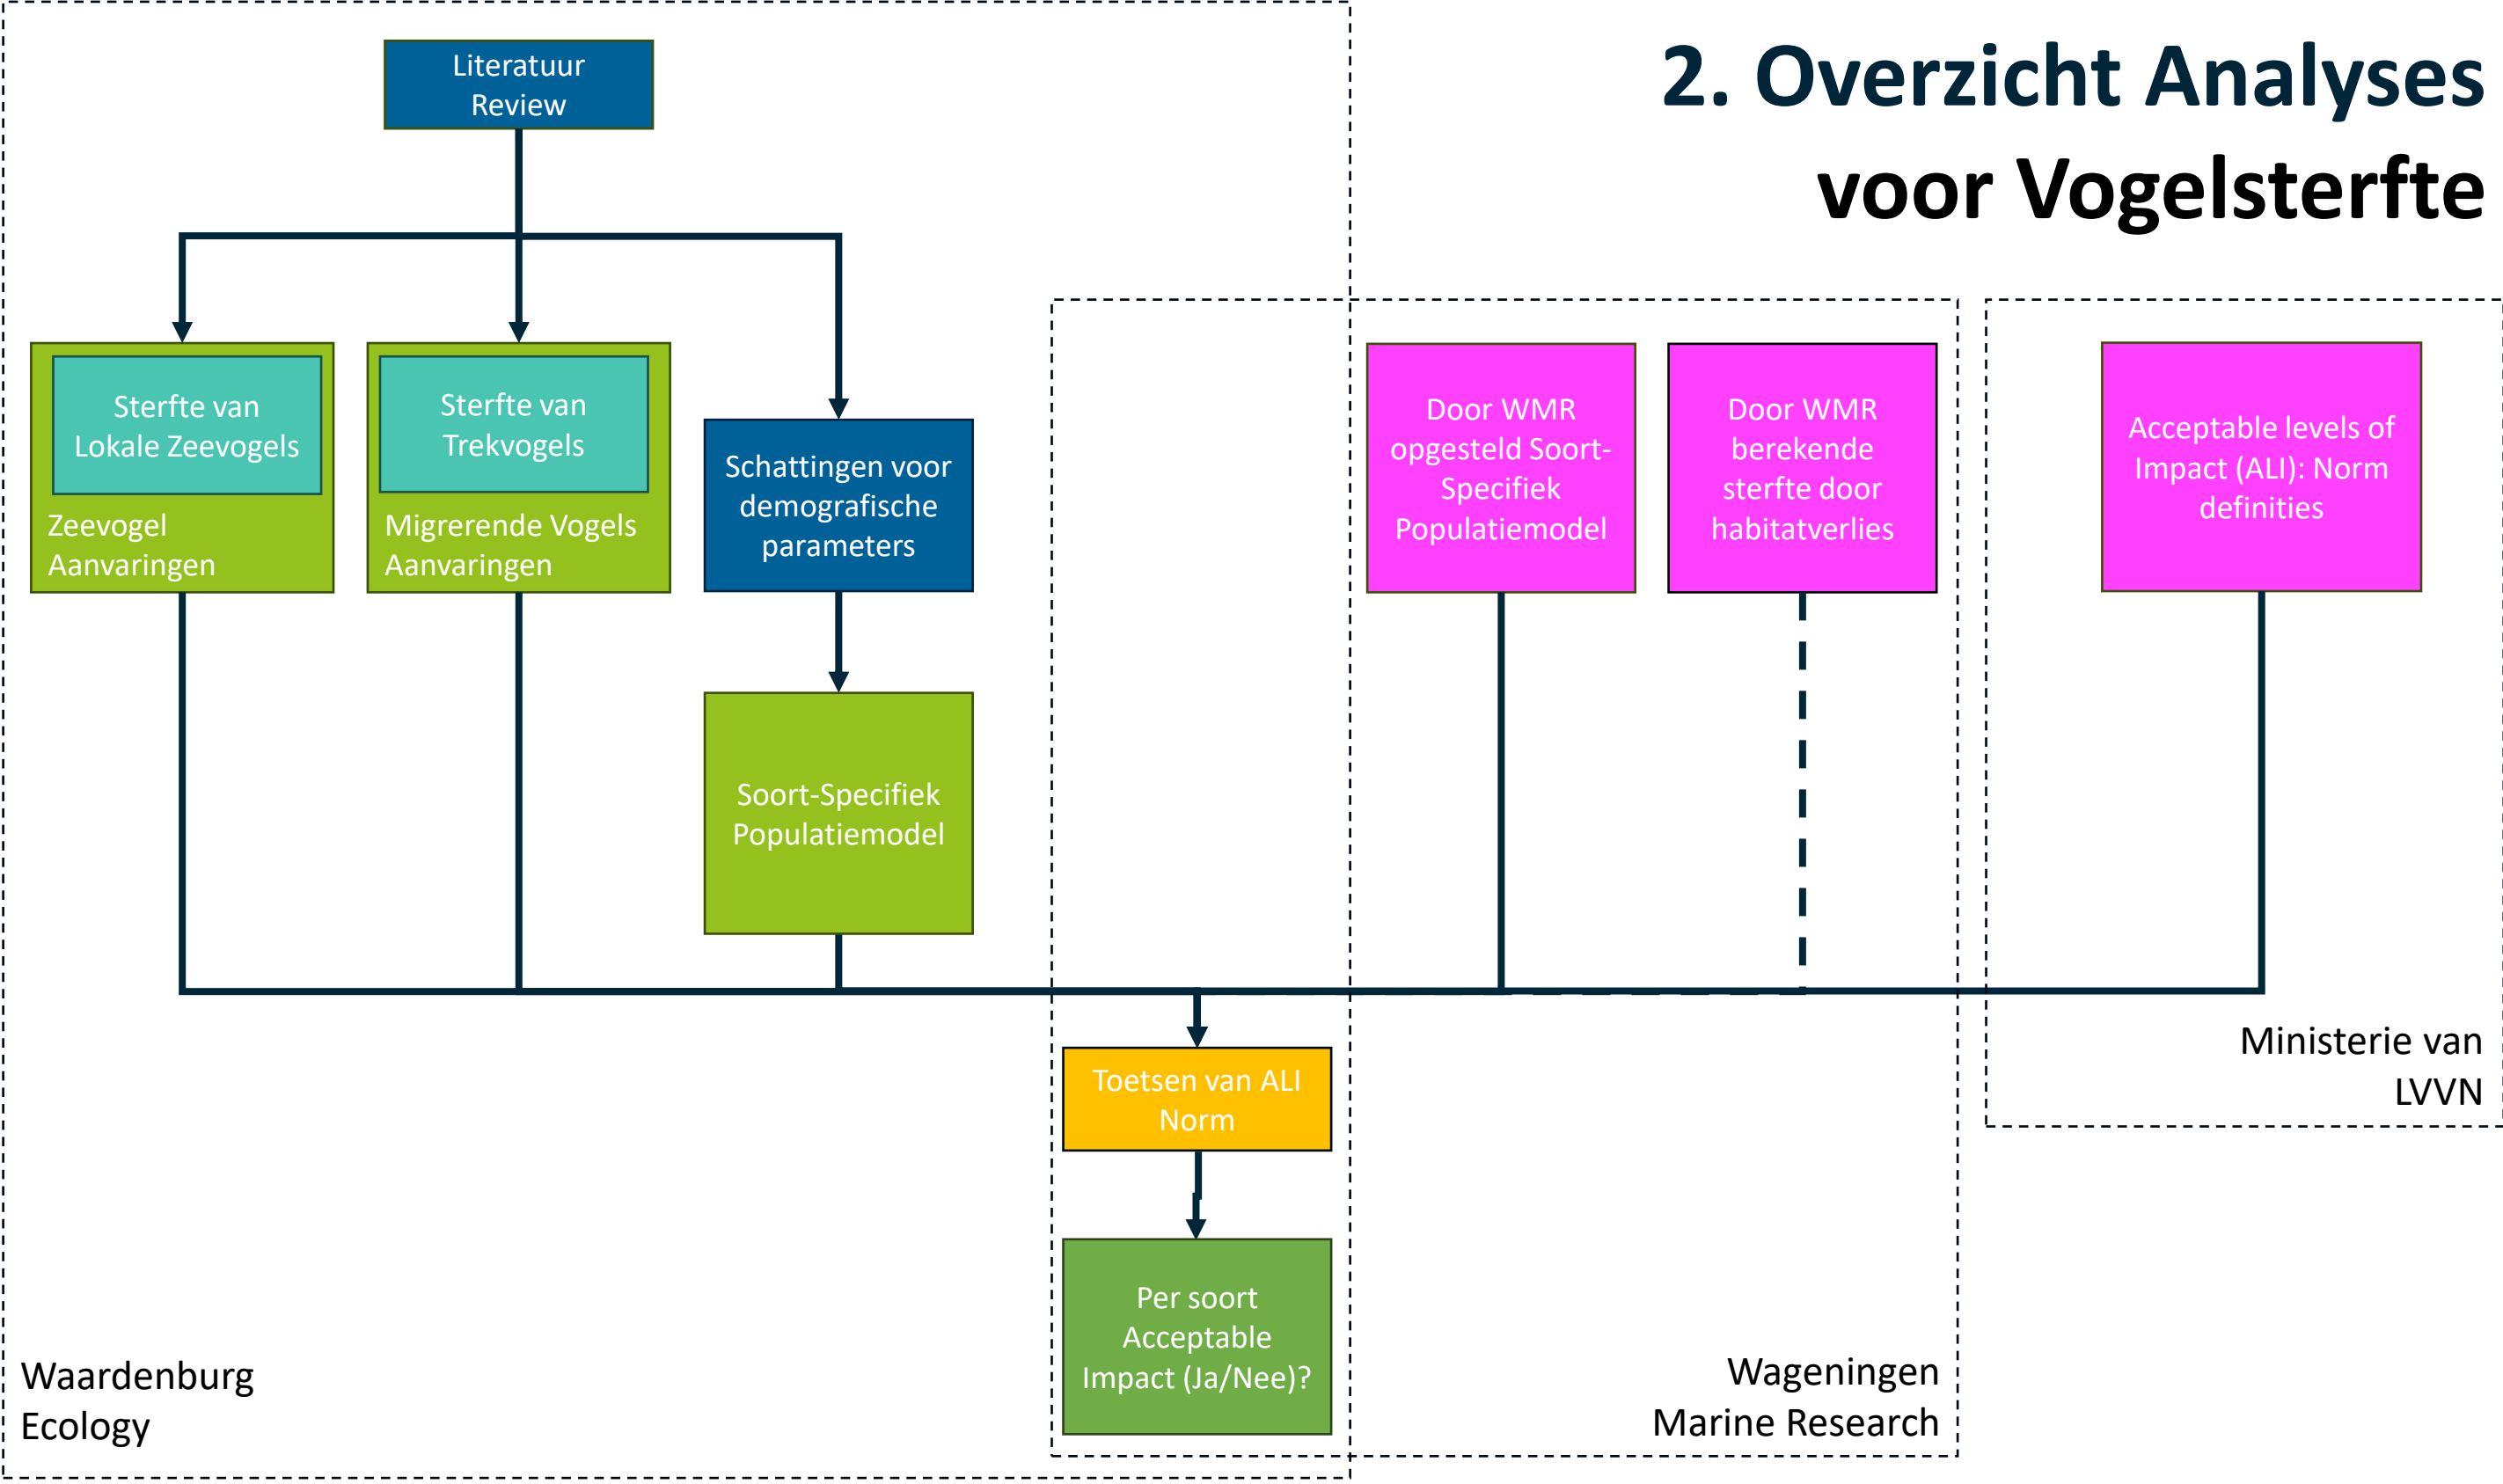 2. Overzicht Analyses
voor Vogelsterfte
Literatuur
Review
Sterfte van
Lokale Zeevogels
Zeevogel
Aanvaringen
Sterfte van
Trekvogels
Migrerende Vogels
Aanvaringen
Schattingen voor
demografische
parameters
Soort-Specifiek
Populatiemodel
Door WMR
opgesteld Soort-
Specifiek
Populatiemodel
Door WMR
berekende
sterfte door
habitatverlies
Acceptable levels of
Impact (ALI): Norm
definities
Toetsen van ALI
Norm
Per soort
Acceptable
Impact (Ja/Nee)?
Waardenburg
Ecology
Wageningen
Marine Research
Ministerie van
LVVN